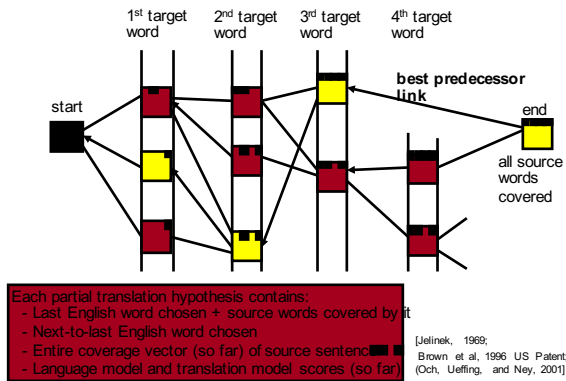 1st target word
2nd target word
3rd target word
4th target word
best predecessor link
start
end
all source words covered
Each partial translation hypothesis contains:
- Last English word chosen + source words covered by it
- Next-to-last English word chosen
- Entire coverage vector (so far) of source sentenc
- Language model and translation model scores (so far)
[Jelinek, 1969;
Brown et al, 1996 US Patent
(Och, Ueffing, and Ney, 2001]